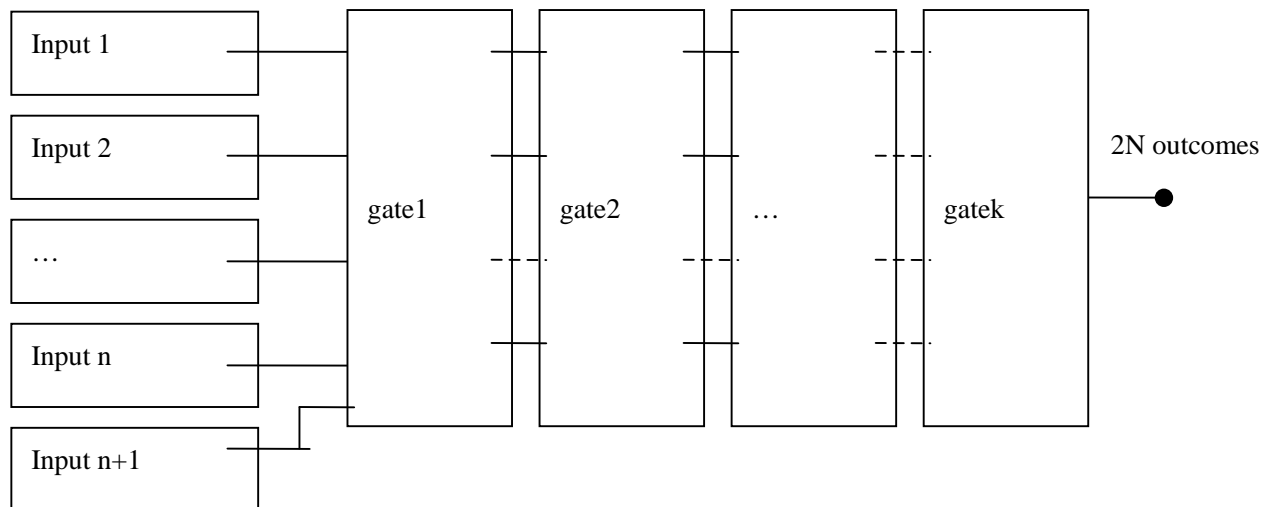 Input 1
Input 2
…
Input n
Input n+1
gate1
gate2
…
gatek
2N outcomes